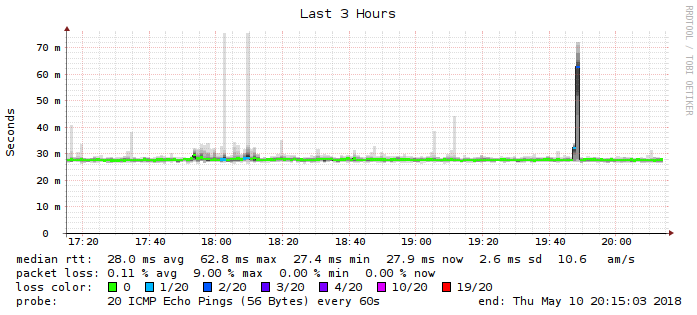 Last 3 Hours
RRDTOOL / TOBI OETIKER
Seconds
70 m
60 m
50 m
40 m
30 m
20 m
10 m
0
17:20 17:40 18:00 18:20 18:40 19:00 19:20 19:40 20:00
median rtt: 28.0 ms avg 62.8 ms max 27.4 ms min 27.9 ms now 2.6 ms sd 10.6 am/s
packet loss: 0.11 % avg 9.00 % max 0.00 % min 0.00 % now
loss color: 0 1/20 2/20 3/20 4/20 10/20 19/20
probe: 20 ICMP Echo Pings (56 Bytes) every 60s end: Thu May 10 20:15:03 2018